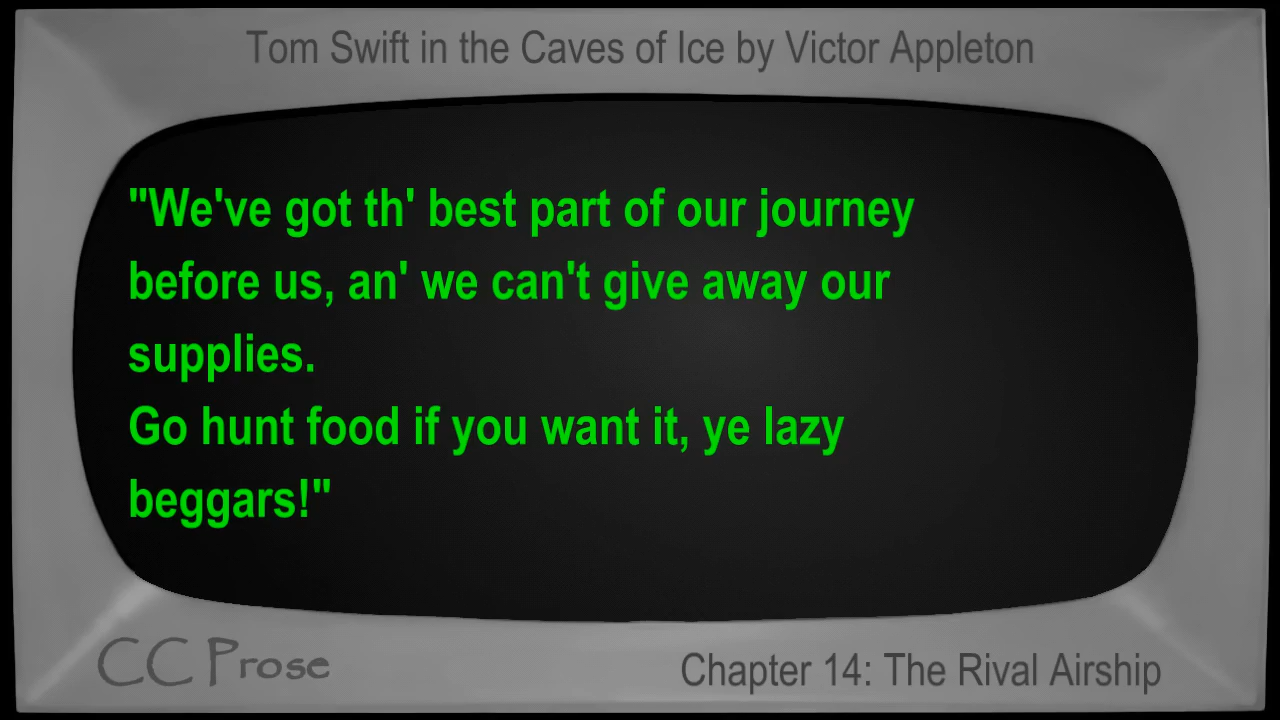 Tom Swift in the Caves of Ice by Victor Appleton
"We've got th' best part of our journey
before us, an' we can't give away our
supplies.
Go hunt food if you want it, ye lazy
beggars!"
CC Prose
Chapter 14: The Rival Airship